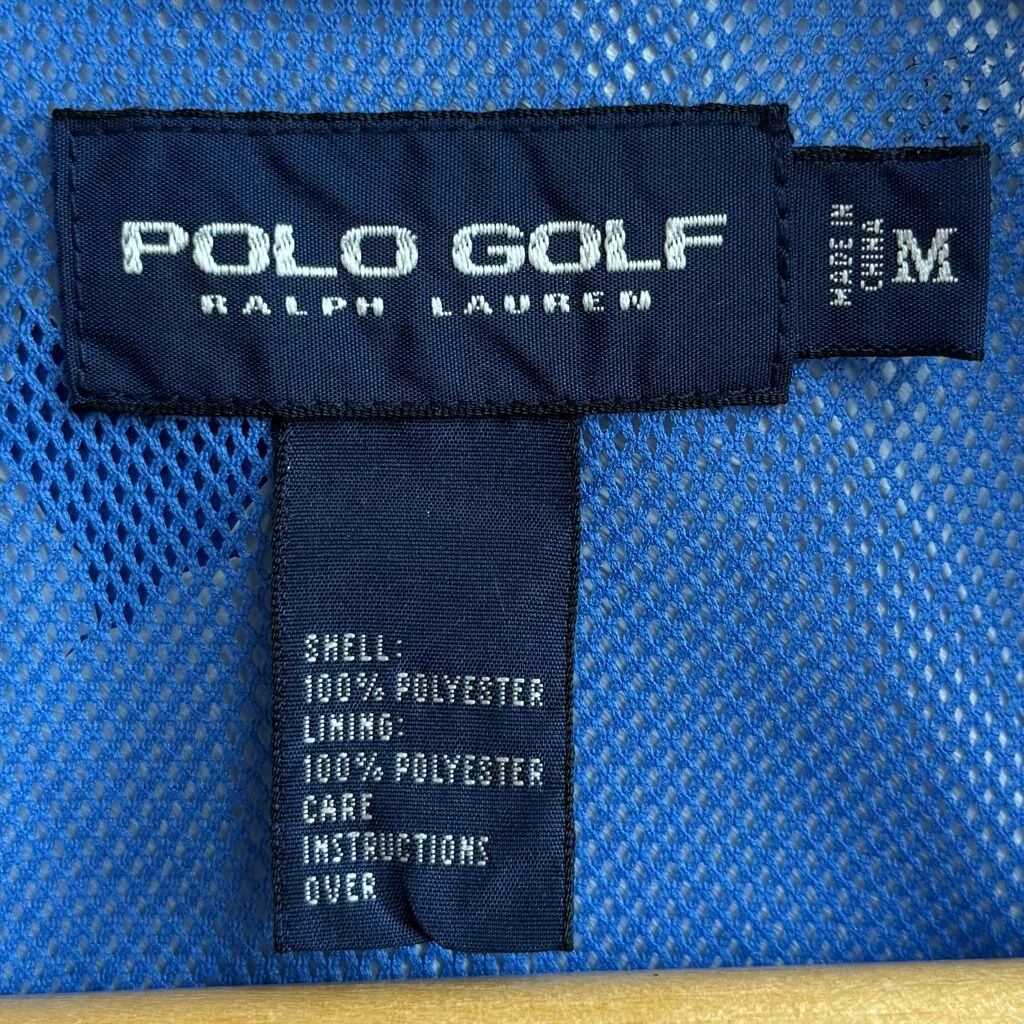 POLO GOLF
RALPH LAUREN
MADE IN
CHINA
M
SHELL:
100% POLYESTER
LINING:
100% POLYESTER
CARE
INSTRUCTIONS
OVER